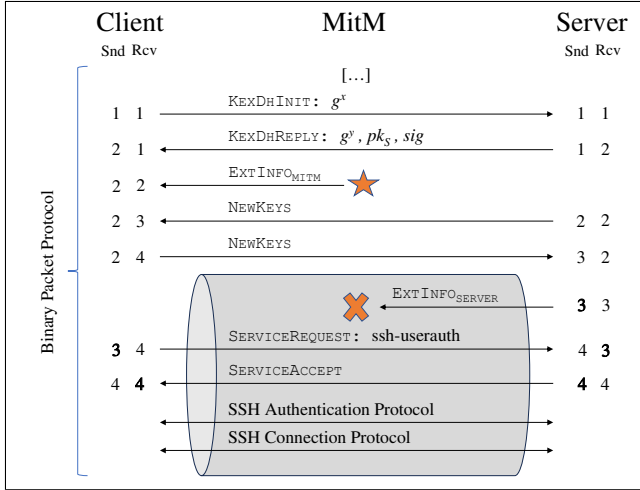 Client MitM Server
Snd Rcv Snd Rcv
[…]
1 1 KEXDHINIT: g^x 1 1
2 1 KEXDHREPLY: g^y, pk_S, sig 1 2
2 2 EXTINFO_MITM
2 3 NEWKEYS 2 2
2 4 NEWKEYS 3 2
EXTINFO_SERVER 3 3
3 4 SERVICEREQUEST: ssh-userauth 4 3
4 4 SERVICEACCEPT 4 4
SSH Authentication Protocol
SSH Connection Protocol
Binary Packet Protocol